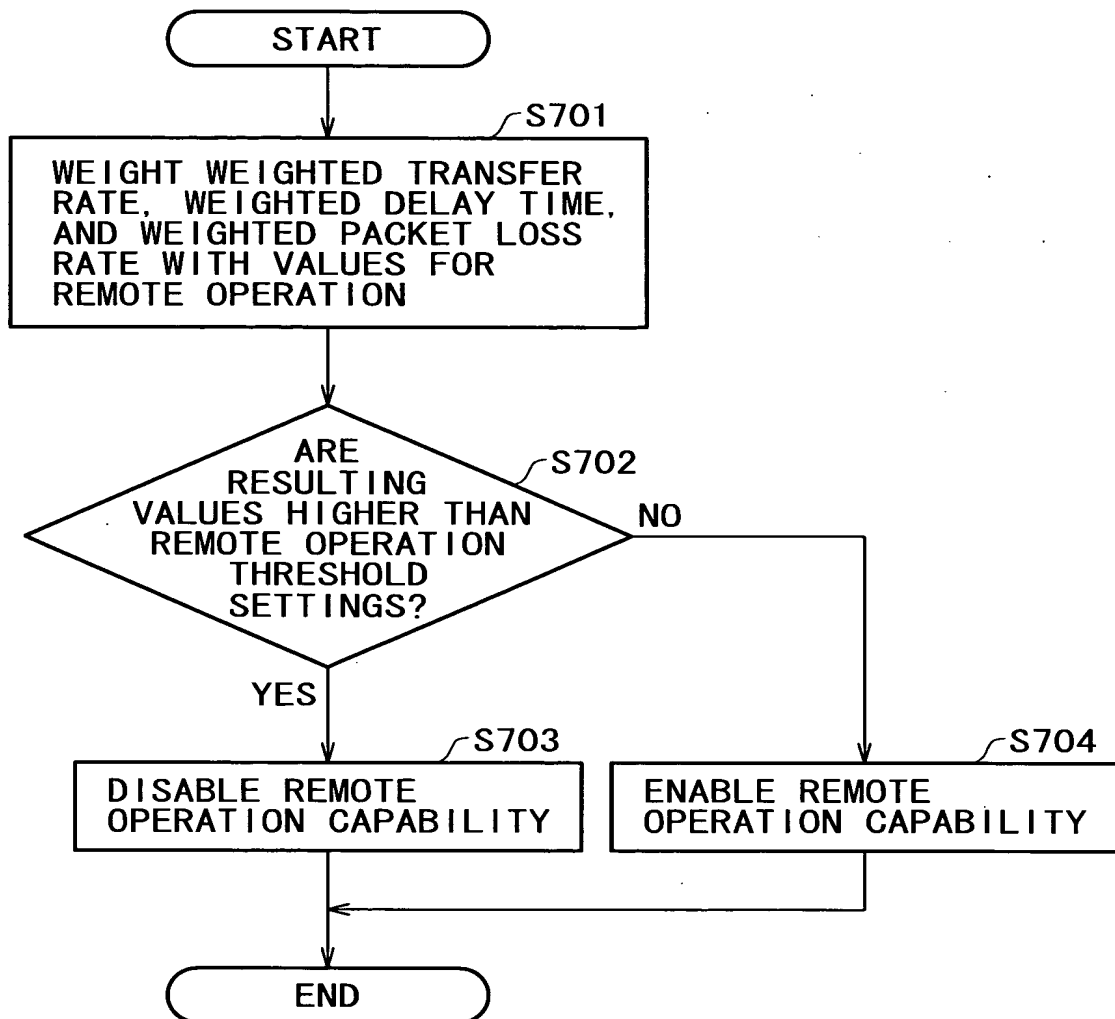 START
S701
WEIGHT WEIGHTED TRANSFER
RATE, WEIGHTED DELAY TIME,
AND WEIGHTED PACKET LOSS
RATE WITH VALUES FOR
REMOTE OPERATION
S702
ARE
RESULTING
VALUES HIGHER THAN
REMOTE OPERATION
THRESHOLD
SETTINGS?
NO
YES
S703
DISABLE REMOTE
OPERATION CAPABILITY
S704
ENABLE REMOTE
OPERATION CAPABILITY
END